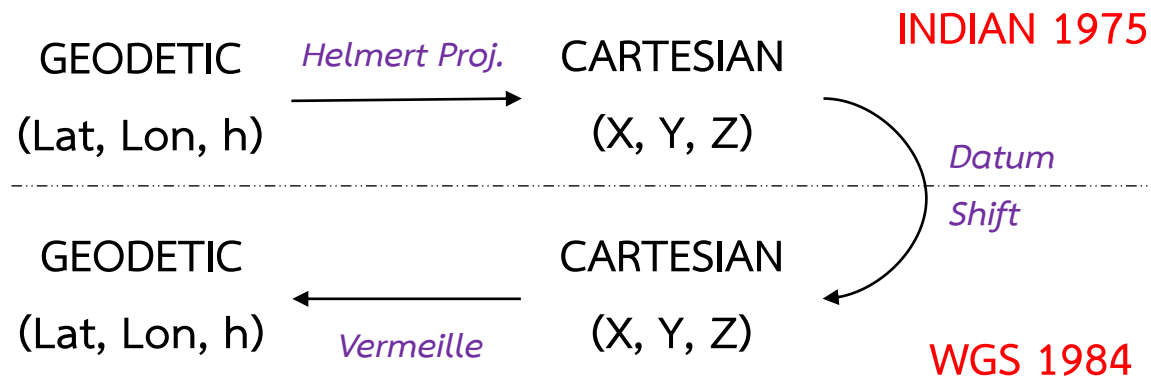 INDIAN 1975
GEODETIC
Helmert Proj.
CARTESIAN
(Lat, Lon, h)
(X, Y, Z)
Datum
Shift
GEODETIC
CARTESIAN
(Lat, Lon, h)
Vermeille
(X, Y, Z)
WGS 1984